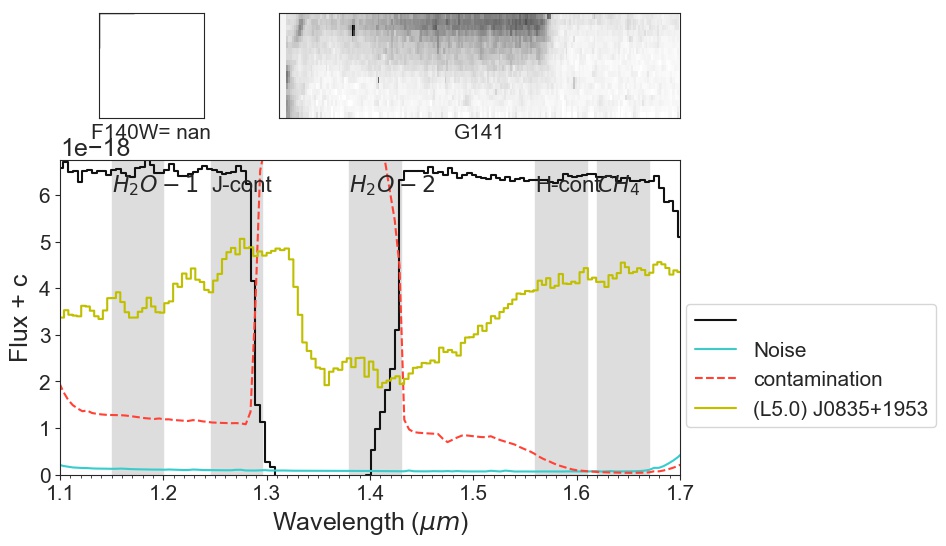 F140W= nan
G141
1e−18
H₂O − 1 J-cont H₂O − 2 H-cont CH₄
6
5
4
3
2
1
0
Flux + c
1.1 1.2 1.3 1.4 1.5 1.6 1.7
Wavelength (μm)
Noise
contamination
(L5.0) J0835+1953